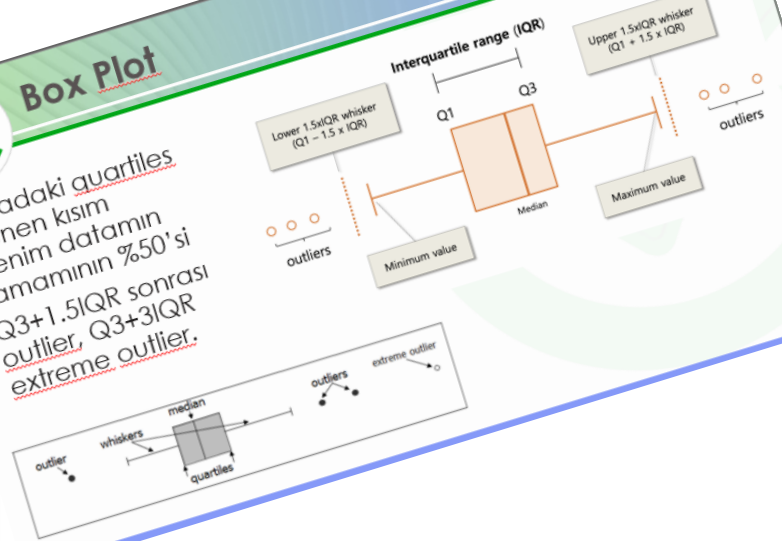 Box Plot
adaki quartiles
nen kısım
enim datamın
amamının %50'si
Q3+1.5IQR sonrası
outlier, Q3+3IQR
extreme outlier.
Interquartile range (IQR)
Upper 1.5xIQR whisker
(Q1 + 1.5 x IQR)
Lower 1.5xIQR whisker
(Q1 – 1.5 x IQR)
Q1
Q3
outliers
Median
Maximum value
outliers
Minimum value
outlier
whiskers
median
quartiles
outliers
extreme outlier